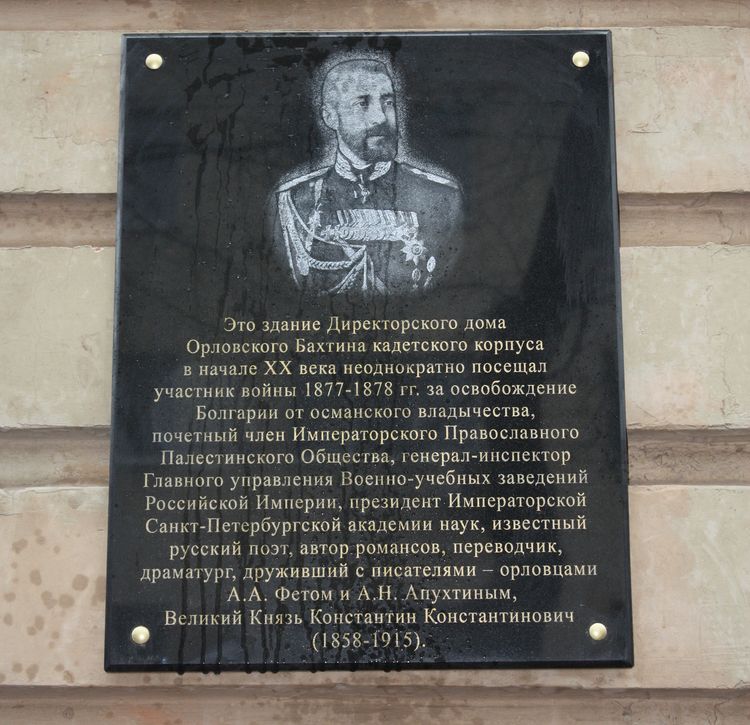 Это здание Директорского дома
Орловского Бахтина кадетского корпуса
в начале XX века неоднократно посещал
участник войны 1877-1878 гг. за освобождение
Болгарии от османского владычества,
почетный член Императорского Православного
Палестинского Общества, генерал-инспектор
Главного управления Военно-учебных заведений
Российской Империи, президент Императорской
Санкт-Петербургской академии наук, известный
русский поэт, автор романсов, переводчик,
драматург, друживший с писателями – орловцами
А.А. Фетом и А.Н. Апухтиным,
Великий Князь Константин Константинович
(1858-1915).